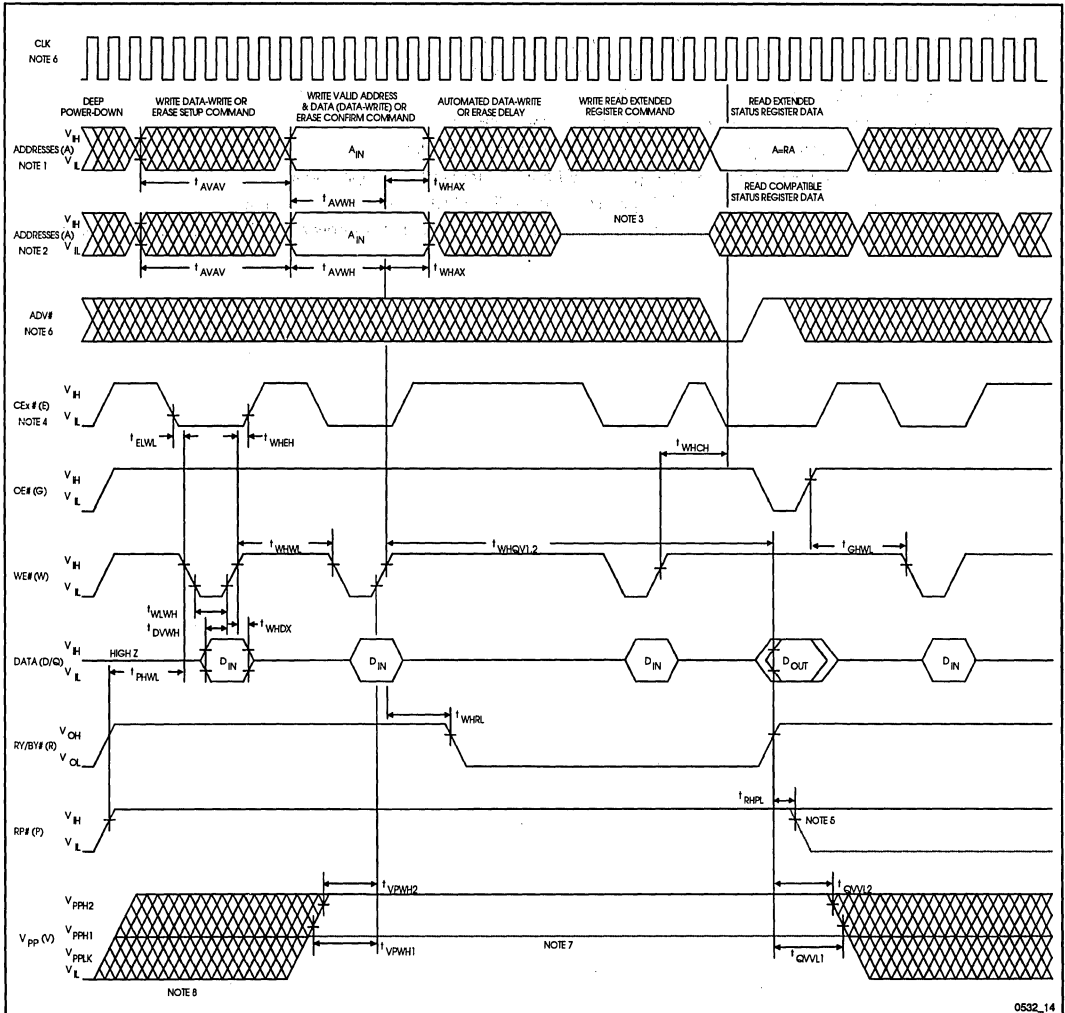 CLK
NOTE 6
DEEP
POWER-DOWN
WRITE DATA-WRITE OR
ERASE SETUP COMMAND
WRITE VALID ADDRESS
& DATA (DATA-WRITE) OR
ERASE CONFIRM COMMAND
AUTOMATED DATA-WRITE
OR ERASE DELAY
WRITE READ EXTENDED
REGISTER COMMAND
READ EXTENDED
STATUS REGISTER DATA
V IH
ADDRESSES (A)
NOTE 1
V IL
A IN
A=RA
t AVAV
t AVWH
t WHAX
READ COMPATIBLE
STATUS REGISTER DATA
V IH
ADDRESSES (A)
NOTE 2
V IL
A IN
NOTE 3
t AVAV
t AVWH
t WHAX
ADV#
NOTE 6
V IH
CEx # (E)
NOTE 4
V IL
t ELWL
t WHEH
t WHCH
V IH
OE# (G)
V IL
t WHWL
t WHQV1,2
t GHWL
V IH
WE# (W)
V IL
t WLWH
t DVWH
t WHDX
V IH
HIGH Z
DATA (D/Q)
V IL
D IN
D IN
D IN
D OUT
D IN
t PHWL
t WHRL
V OH
RY/BY# (R)
V OL
t RHPL
V IH
RP# (P)
V IL
NOTE 5
t VPWH2
t QVVL2
V PPH2
V PP (V)
V PPH1
V PPLK
V IL
t VPWH1
NOTE 7
t QVVL1
NOTE 8
0532_14